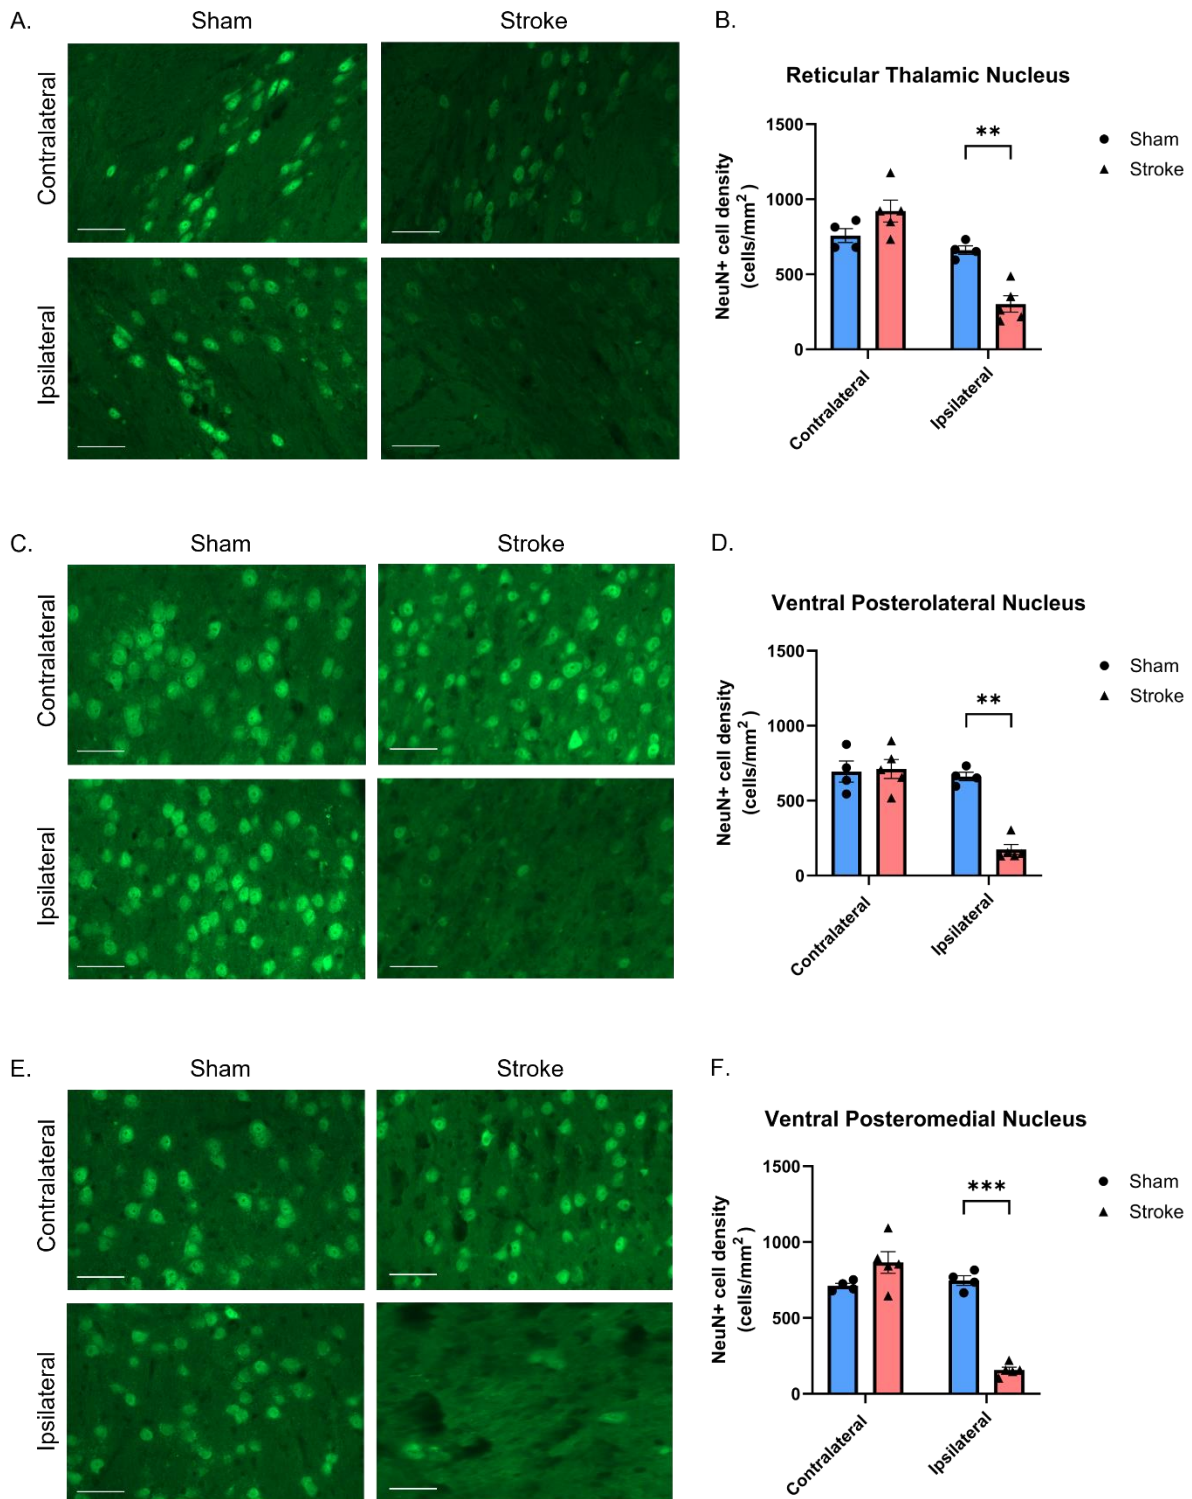 A.
Sham
Stroke
Contralateral
Ipsilateral
B.
Reticular Thalamic Nucleus
NeuN+ cell density
(cells/mm²)
1500
1000
500
0
**
Contralateral
Ipsilateral
Sham
Stroke
C.
Sham
Stroke
Contralateral
Ipsilateral
D.
Ventral Posterolateral Nucleus
NeuN+ cell density
(cells/mm²)
1500
1000
500
0
**
Contralateral
Ipsilateral
Sham
Stroke
E.
Sham
Stroke
Contralateral
Ipsilateral
F.
Ventral Posteromedial Nucleus
NeuN+ cell density
(cells/mm²)
1500
1000
500
0
***
Contralateral
Ipsilateral
Sham
Stroke